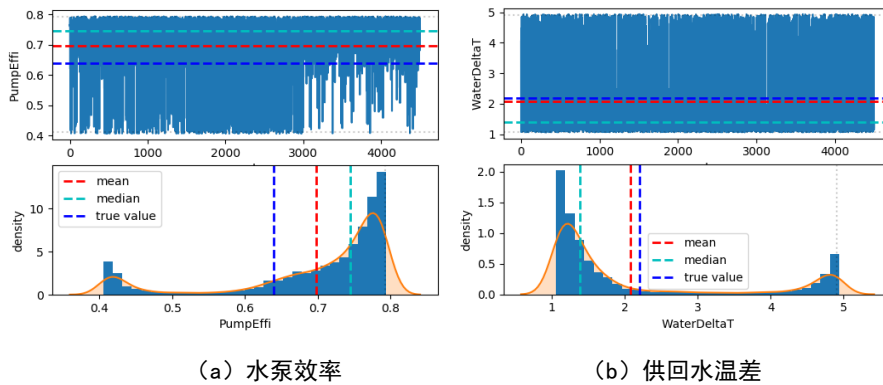 0.8
0.7
0.6
0.5
0.4
PumpEffi
0
1000
2000
3000
4000
15
10
5
0
density
mean
median
true value
0.4
0.5
0.6
0.7
0.8
PumpEffi
5
4
3
2
1
WaterDeltaT
0
1000
2000
3000
4000
2.0
1.5
1.0
0.5
0.0
density
mean
median
true value
1
2
3
4
5
WaterDeltaT
（a）水泵效率
（b）供回水温差